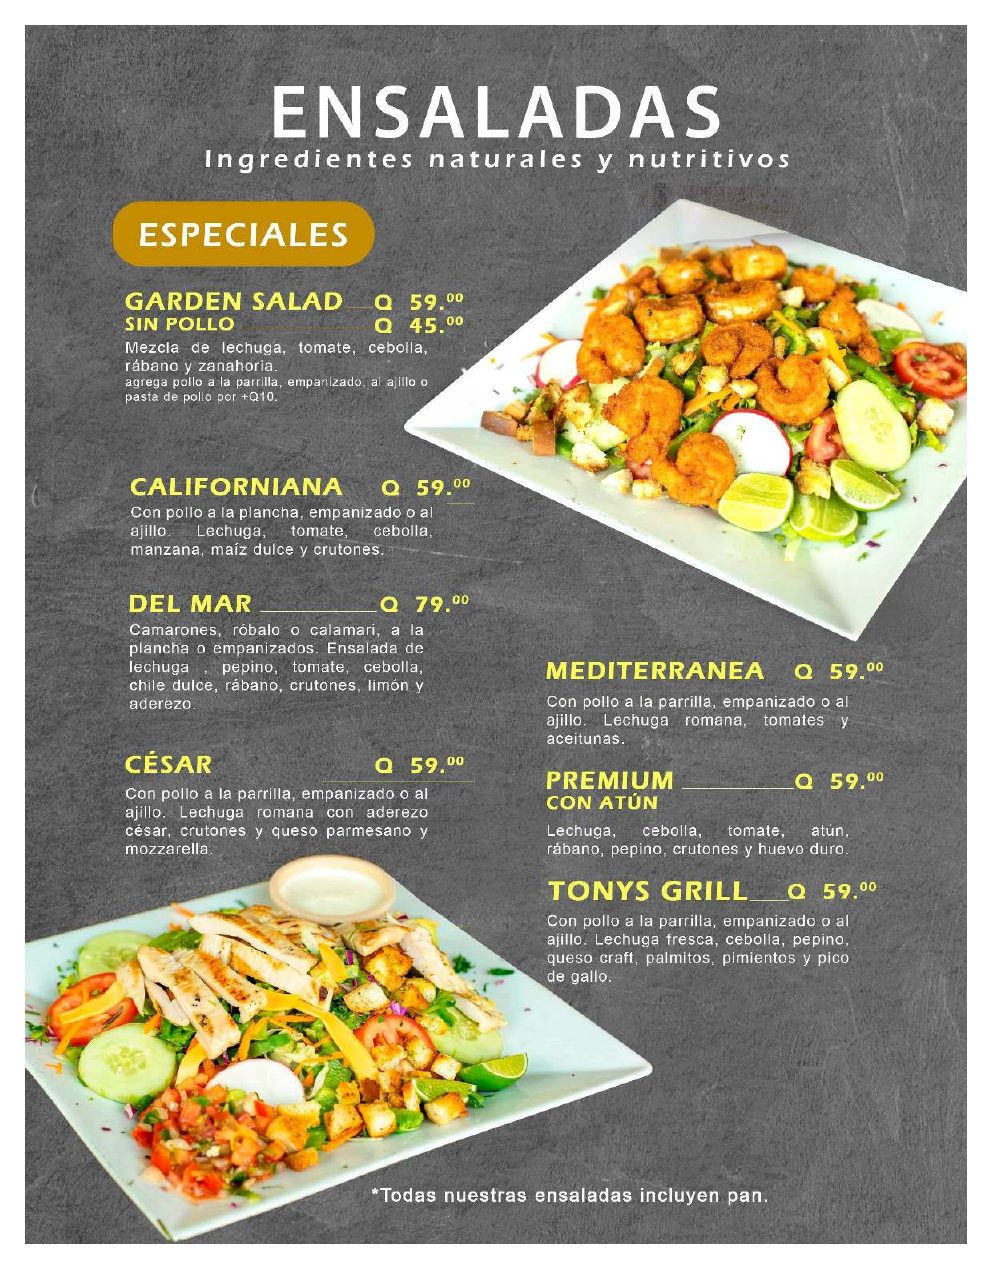 ENSALADAS
Ingredientes naturales y nutritivos
ESPECIALES
GARDEN SALAD Q 59.00
SIN POLLO Q 45.00
Mezcla de lechuga, tomate, cebolla,
rábano y zanahoria.
agrega pollo a la parrilla, empanizado, al ajillo o
pasta de pollo por +Q10.
CALIFORNIANA Q 59.00
Con pollo a la plancha, empanizado o al
ajillo. Lechuga, tomate, cebolla,
manzana, maíz dulce y crutones.
DEL MAR Q 79.00
Camarones, róbalo o calamari, a la
plancha o empanizados. Ensalada de
lechuga , pepino, tomate, cebolla,
chile dulce, rábano, crutones, limón y
aderezo.
CÉSAR Q 59.00
Con pollo a la parrilla, empanizado o al
ajillo. Lechuga romana con aderezo
césar, crutones y queso parmesano y
mozzarella.
MEDITERRANEA Q 59.00
Con pollo a la parrilla, empanizado o al
ajillo. Lechuga romana, tomates y
aceitunas.
PREMIUM Q 59.00
CON ATÚN
Lechuga, cebolla, tomate, atún,
rábano, pepino, crutones y huevo duro.
TONYS GRILL Q 59.00
Con pollo a la parrilla, empanizado o al
ajillo. Lechuga fresca, cebolla, pepino,
queso craft, palmitos, pimientos y pico
de gallo.
*Todas nuestras ensaladas incluyen pan.